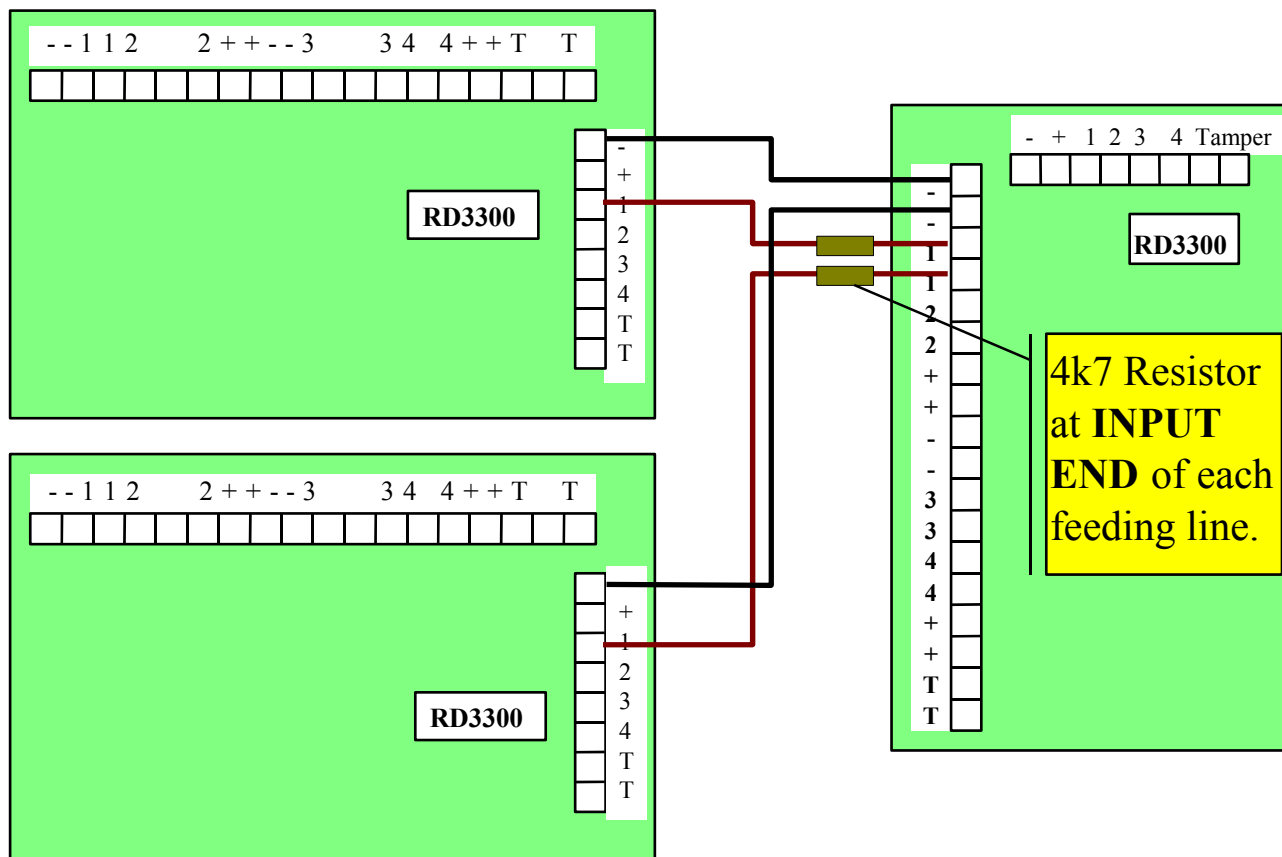 - - 1 1 2 2 + + - - 3 3 4 4 + + T T
-
+
1
2
3
4
T
T
RD3300
- + 1 2 3 4 Tamper
-
-
1
1
2
2
+
+
-
-
3
3
4
4
+
+
T
T
RD3300
4k7 Resistor
at INPUT
END of each
feeding line.
- - 1 1 2 2 + + - - 3 3 4 4 + + T T
+
1
2
3
4
T
T
RD3300